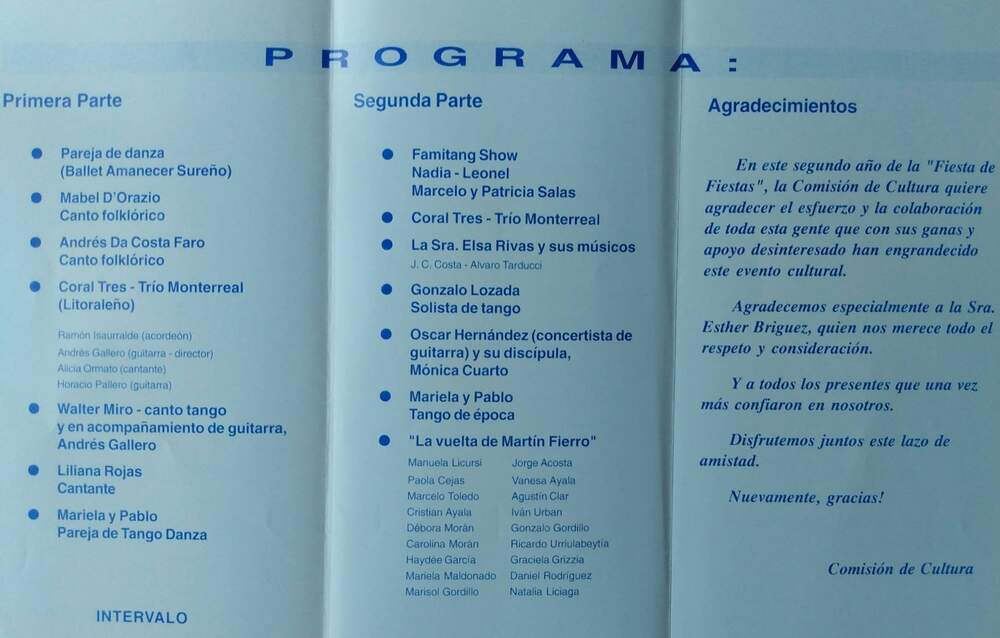 PROGRAMA:
Primera Parte
Pareja de danza
(Ballet Amanecer Sureño)
Mabel D'Orazio
Canto folklórico
Andrés Da Costa Faro
Canto folklórico
Coral Tres - Trío Monterreal
(Litoraleño)
Ramón Isaurralde (acordeón)
Andrés Gallero (guitarra - director)
Alicia Ormato (cantante)
Horacio Pallero (guitarra)
Walter Miro - canto tango
y en acompañamiento de guitarra,
Andrés Gallero
Liliana Rojas
Cantante
Mariela y Pablo
Pareja de Tango Danza
INTERVALO
Segunda Parte
Famitang Show
Nadia - Leonel
Marcelo y Patricia Salas
Coral Tres - Trío Monterreal
La Sra. Elsa Rivas y sus músicos
J. C. Costa - Alvaro Tarducci
Gonzalo Lozada
Solista de tango
Oscar Hernández (concertista de
guitarra) y su discípula,
Mónica Cuarto
Mariela y Pablo
Tango de época
"La vuelta de Martín Fierro"
Manuela Licursi Jorge Acosta
Paola Cejas Vanesa Ayala
Marcelo Toledo Agustín Clar
Cristian Ayala Iván Urban
Débora Morán Gonzalo Gordillo
Carolina Morán Ricardo Urriulabeytía
Haydée García Graciela Grizzia
Mariela Maldonado Daniel Rodríguez
Marisol Gordillo Natalia Liciaga
Agradecimientos
En este segundo año de la "Fiesta de
Fiestas", la Comisión de Cultura quiere
agradecer el esfuerzo y la colaboración
de toda esta gente que con sus ganas y
apoyo desinteresado han engrandecido
este evento cultural.
Agradecemos especialmente a la Sra.
Esther Briguez, quien nos merece todo el
respeto y consideración.
Y a todos los presentes que una vez
más confiaron en nosotros.
Disfrutemos juntos este lazo de
amistad.
Nuevamente, gracias!
Comisión de Cultura